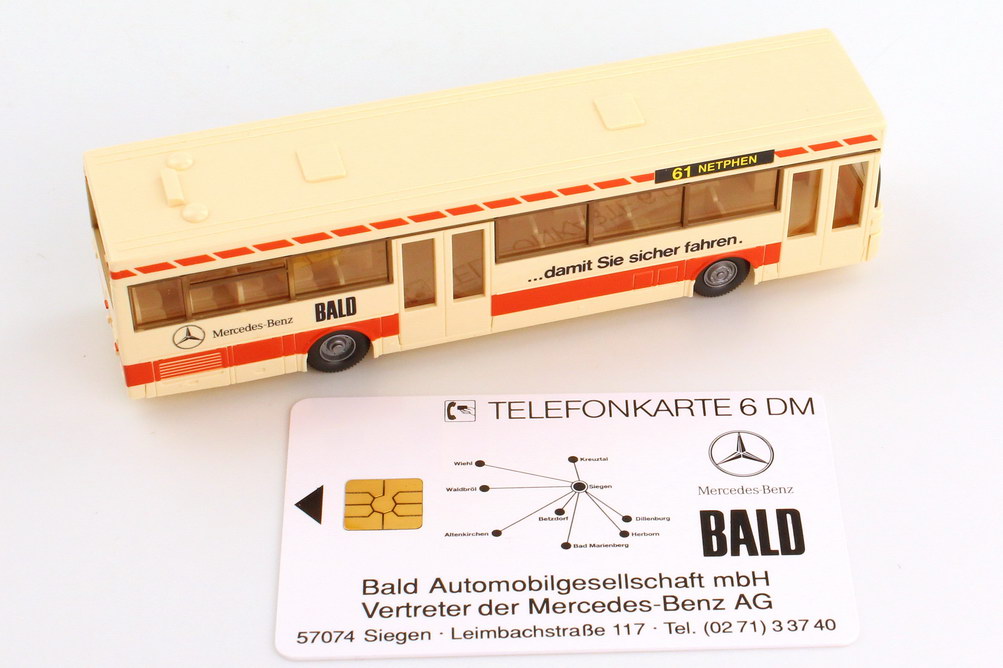 61 NETPHEN
...damit Sie sicher fahren.
Mercedes-Benz BALD
TELEFONKARTE 6 DM
Wiehl
Kreuztal
Waldbröl
Siegen
Betzdorf
Dillenburg
Altenkirchen
Herborn
Bad Marienberg
Mercedes-Benz
BALD
Bald Automobilgesellschaft mbH
Vertreter der Mercedes-Benz AG
57074 Siegen · Leimbachstraße 117 · Tel. (02 71) 3 37 40